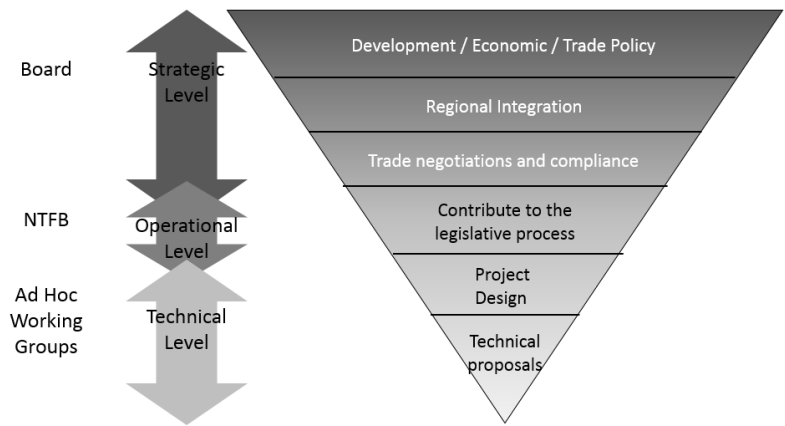 Board
Strategic
Level
Development / Economic / Trade Policy
Regional Integration
Trade negotiations and compliance
NTFB
Operational
Level
Contribute to the
legislative process
Ad Hoc
Working
Groups
Technical
Level
Project
Design
Technical
proposals